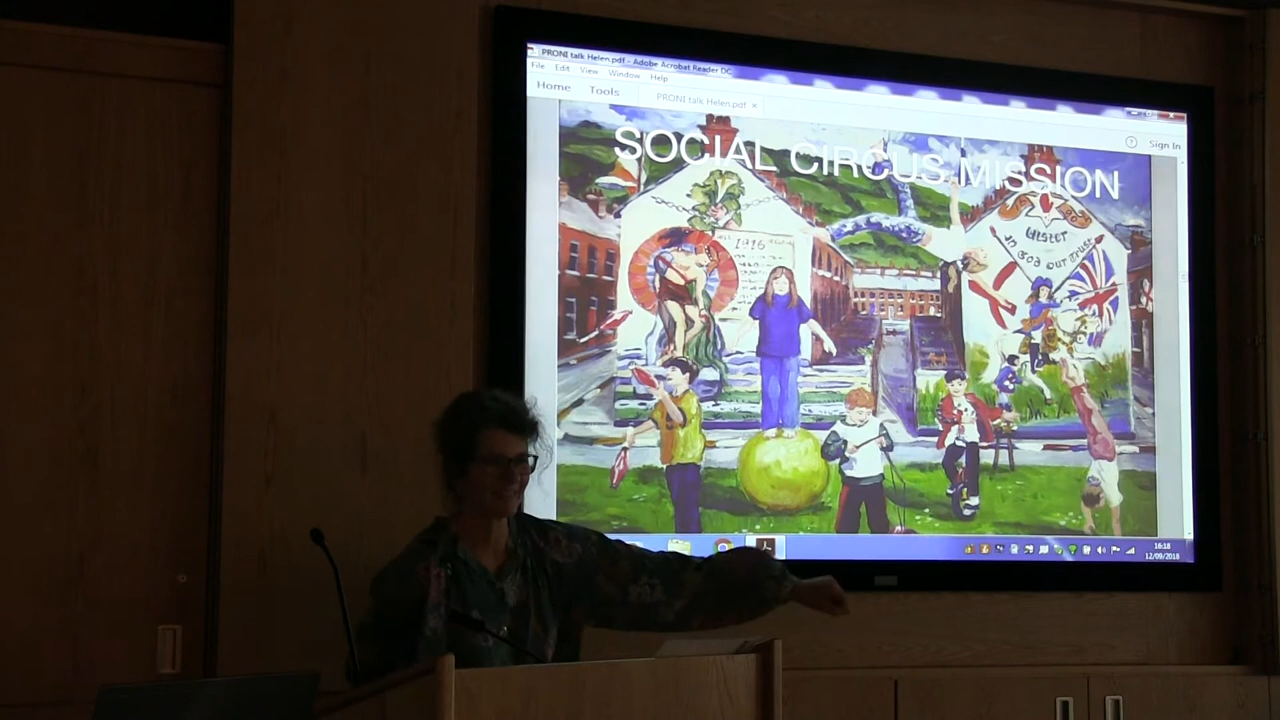 PRONI talk Helen.pdf - Adobe Acrobat Reader DC
File Edit View Window Help
Home Tools PRONI talk Helen.pdf ×
? Sign In
SOCIAL CIRCUS MISSION
1916
Ulster
in God our Trust
16:18
12/09/2018